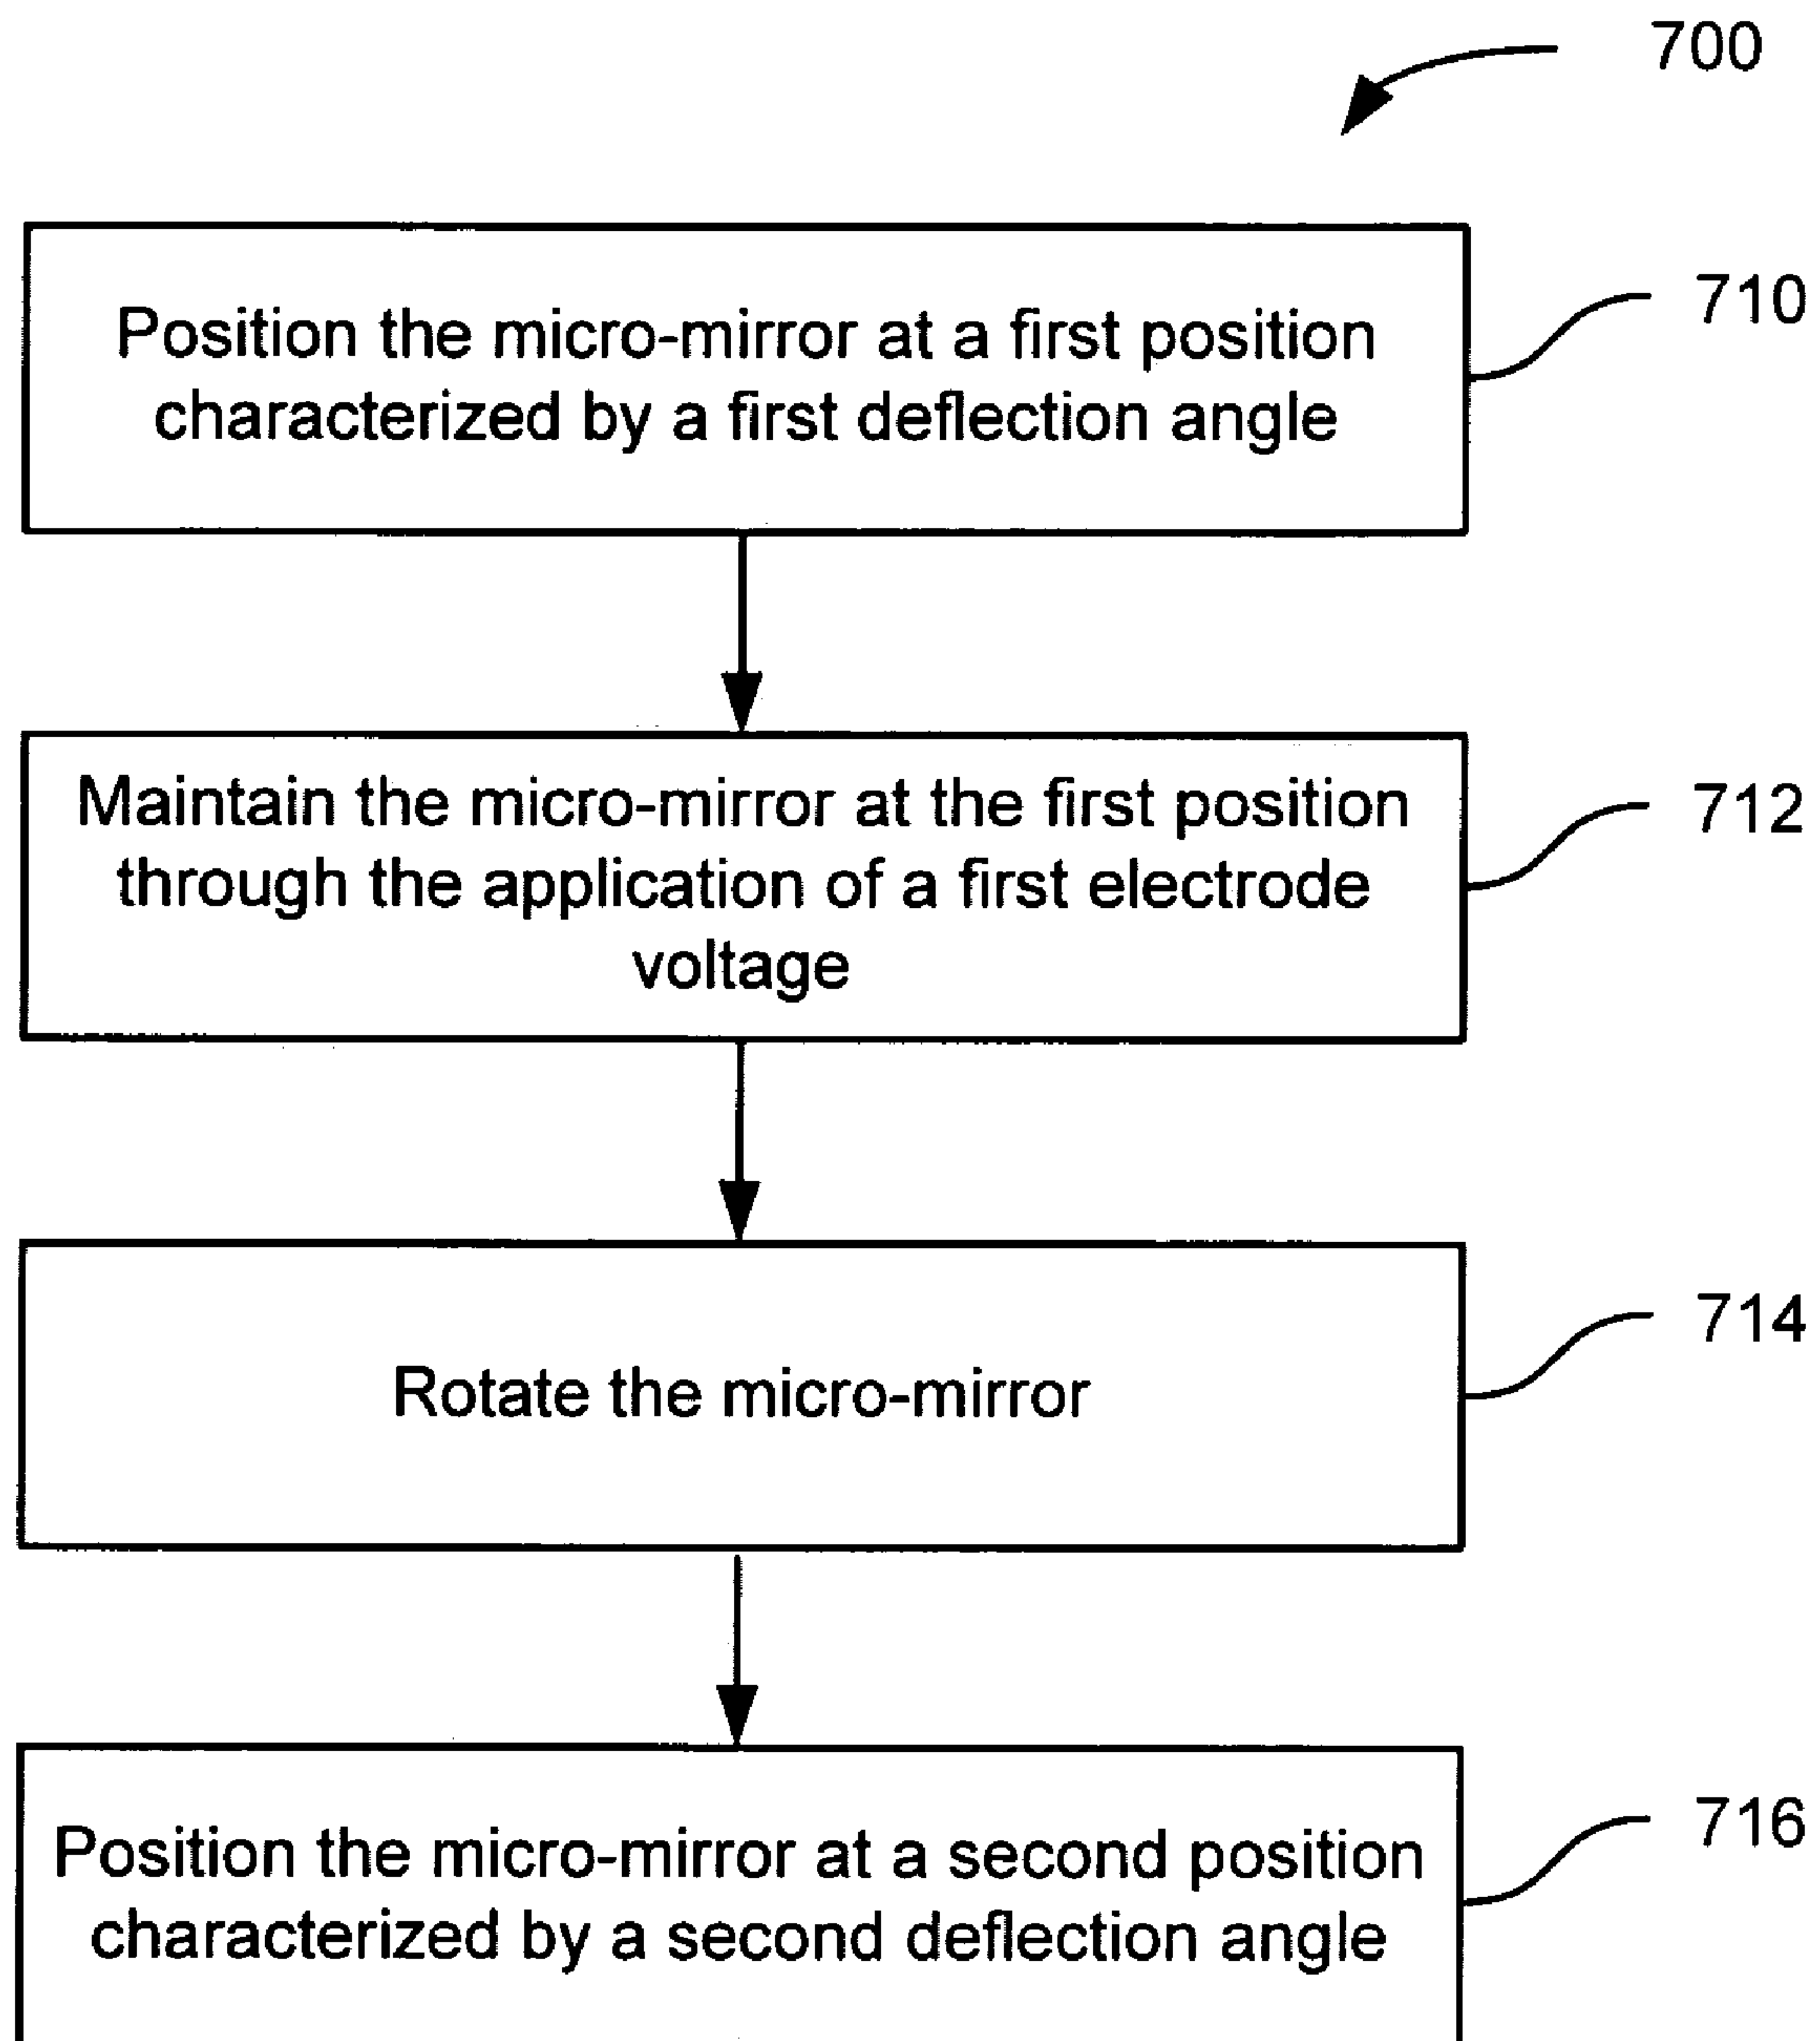 700
Position the micro-mirror at a first position
characterized by a first deflection angle
710
Maintain the micro-mirror at the first position
through the application of a first electrode
voltage
712
Rotate the micro-mirror
714
Position the micro-mirror at a second position
characterized by a second deflection angle
716